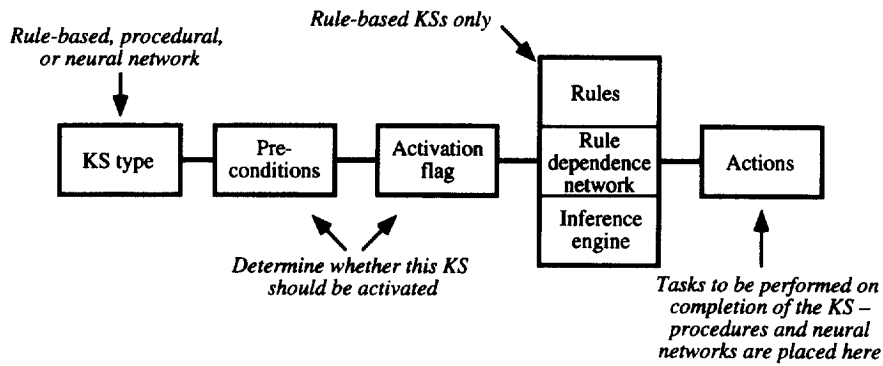 Rule-based, procedural,
or neural network
Rule-based KSs only
KS type
Pre-
conditions
Activation
flag
Rules
Rule
dependence
network
Inference
engine
Actions
Determine whether this KS
should be activated
Tasks to be performed on
completion of the KS –
procedures and neural
networks are placed here